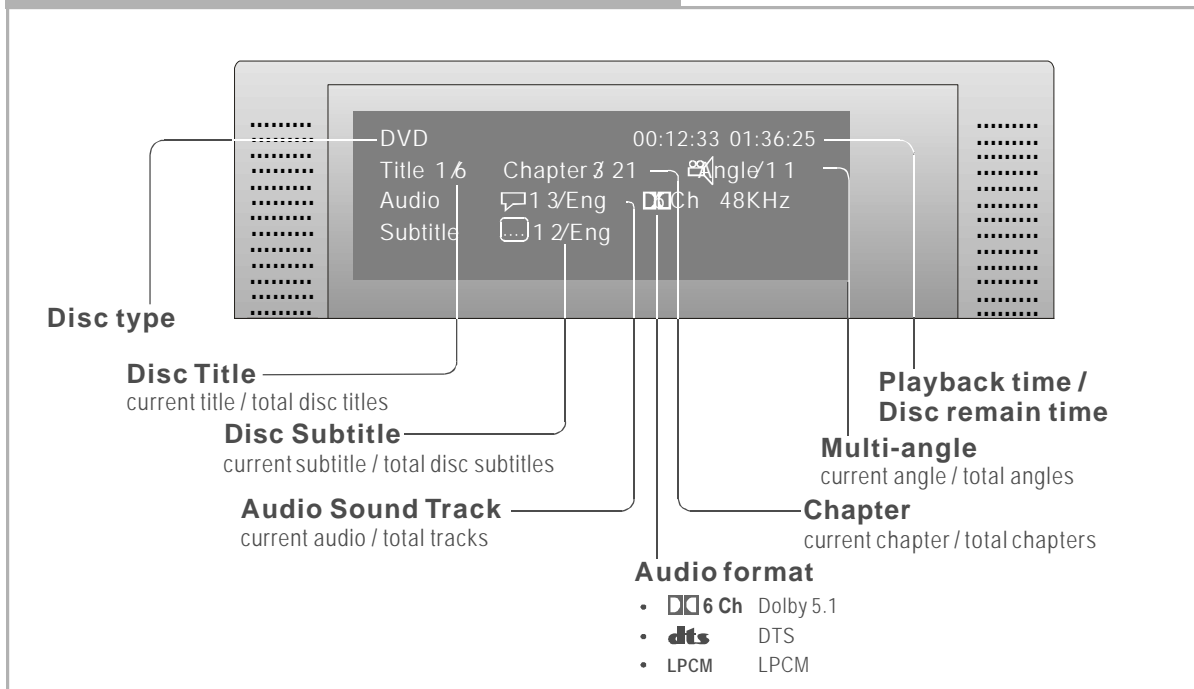 DVD 00:12:33 01:36:25
Title 1/6 Chapter 3/ 21 Angle/1 1
Audio 1 3/Eng 6 Ch 48KHz
Subtitle 1 2/Eng
Disc type
Disc Title
current title / total disc titles
Disc Subtitle
current subtitle / total disc subtitles
Audio Sound Track
current audio / total tracks
Playback time /
Disc remain time
Multi-angle
current angle / total angles
Chapter
current chapter / total chapters
Audio format
• 6 Ch Dolby 5.1
• dts DTS
• LPCM LPCM